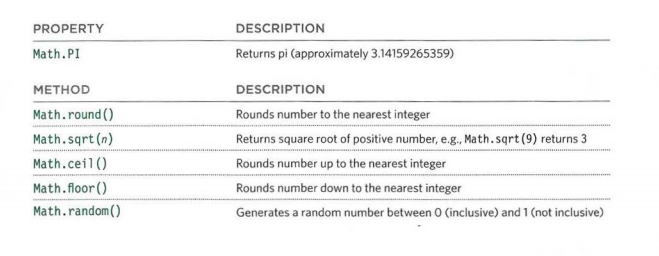 PROPERTY DESCRIPTION
Math.PI Returns pi (approximately 3.14159265359)
METHOD DESCRIPTION
Math.round() Rounds number to the nearest integer
Math.sqrt(n) Returns square root of positive number, e.g., Math.sqrt(9) returns 3
Math.ceil() Rounds number up to the nearest integer
Math.floor() Rounds number down to the nearest integer
Math.random() Generates a random number between 0 (inclusive) and 1 (not inclusive)